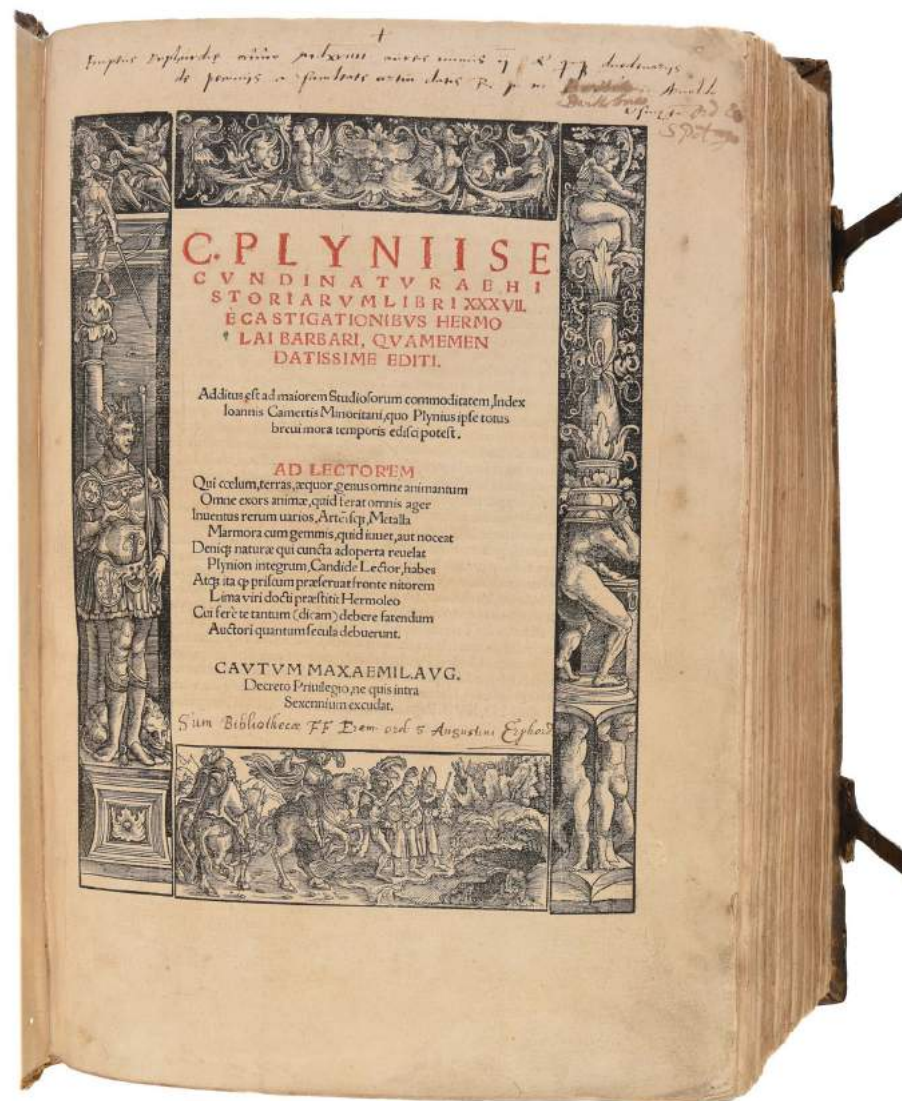 C. PLYNII SE
CVNDI NATVRAE HI
STORIARVM LIBRI XXXVII.
E CASTIGATIONIBVS HERMO
LAI BARBARI, QVAM EMEN
DATISSIME EDITI.
Additus est ad maiorem Studiosorum commoditatem, Index
Ioannis Camertis Minoritani, quo Plynius ipse totus
breui mora temporis edisci potest.
AD LECTOREM
Qui cœlum, terras, æquor, genus omne animantum
Omne exors animæ, quid ferat omnis ager
Inuentus rerum uarios, Arteisqꝫ, Metalla
Marmora cum gemmis, quid iuuet, aut noceat
Deniqꝫ naturæ qui cuncta adoperta reuelat
Plynion integrum, Candide Lector, habes
Atqꝫ ita ꝙ priscum præseruat fronte nitorem
Lima viri docti præstitit Hermoleo
Cui ferè te tantum (dicam) debere fatendum
Auctori quantum secula debuerunt.
CAVTVM MAXAEMIL. AVG.
Decreto Priuilegio, ne quis intra
Sexennium excudat.
Sum Bibliothecæ FF Erem ord S Augustini Erphord